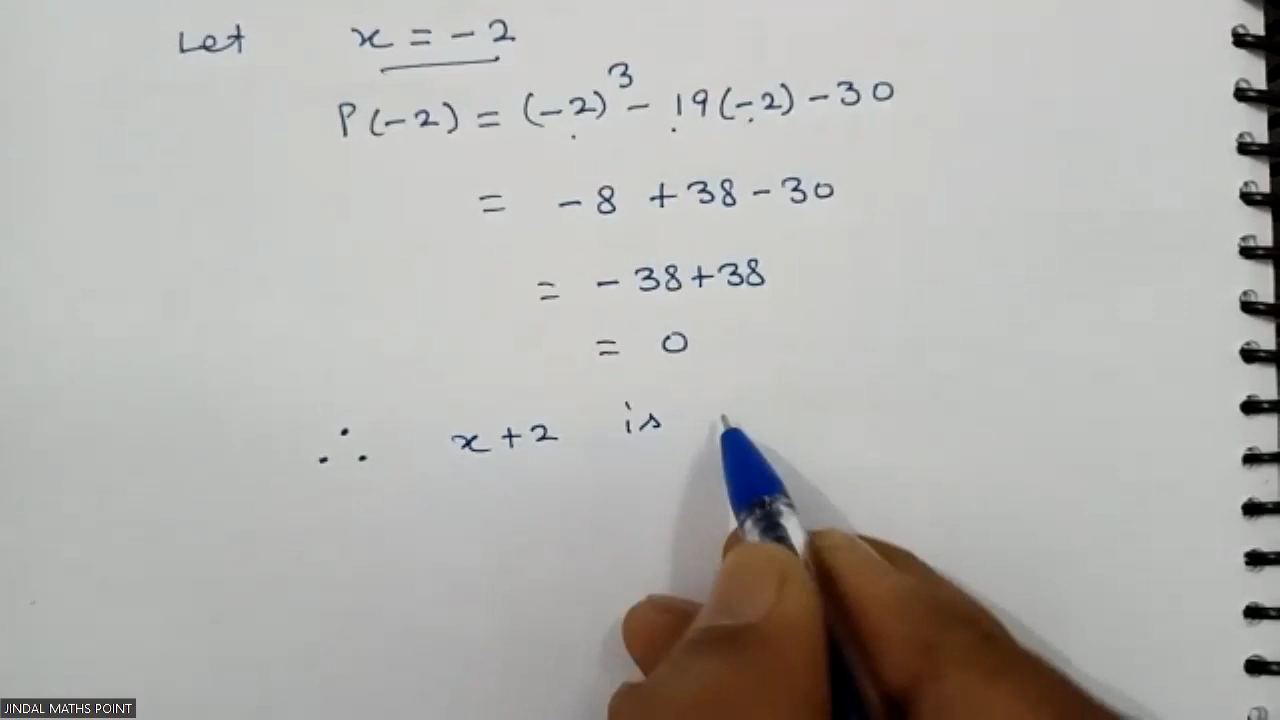 Let x = -2
P(-2) = (-2)³ - 19(-2) - 30
= -8 + 38 - 30
= -38 + 38
= 0
∴ x + 2 is
JINDAL MATHS POINT